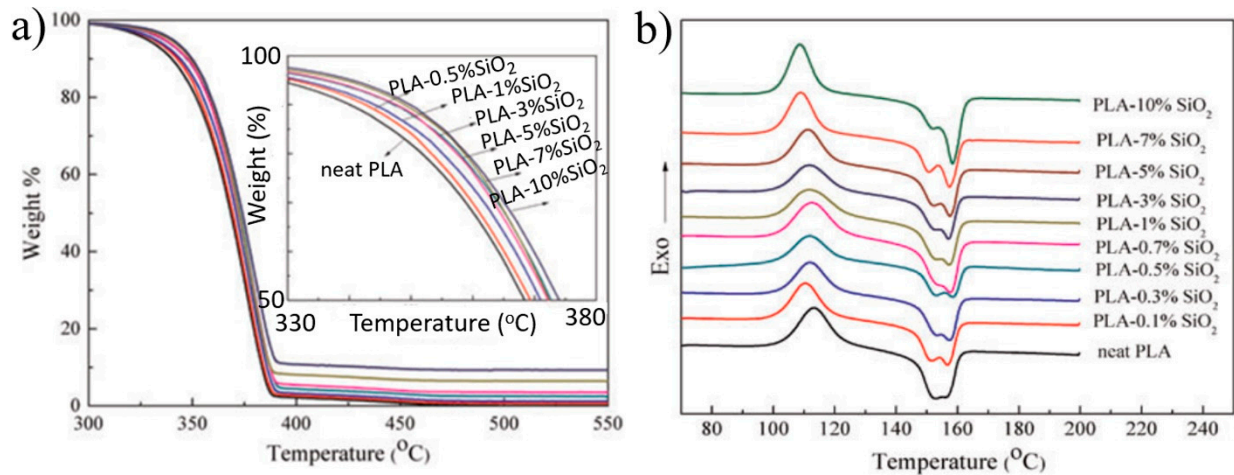 a)
100
80
60
40
20
0
Weight %
300
350
400
450
500
550
Temperature (°C)
100
50
Weight (%)
330
380
Temperature (°C)
neat PLA
PLA-0.5%SiO₂
PLA-1%SiO₂
PLA-3%SiO₂
PLA-5%SiO₂
PLA-7%SiO₂
PLA-10%SiO₂
b)
Exo
PLA-10% SiO₂
PLA-7% SiO₂
PLA-5% SiO₂
PLA-3% SiO₂
PLA-1% SiO₂
PLA-0.7% SiO₂
PLA-0.5% SiO₂
PLA-0.3% SiO₂
PLA-0.1% SiO₂
neat PLA
80
100
120
140
160
180
200
220
240
Temperature (°C)